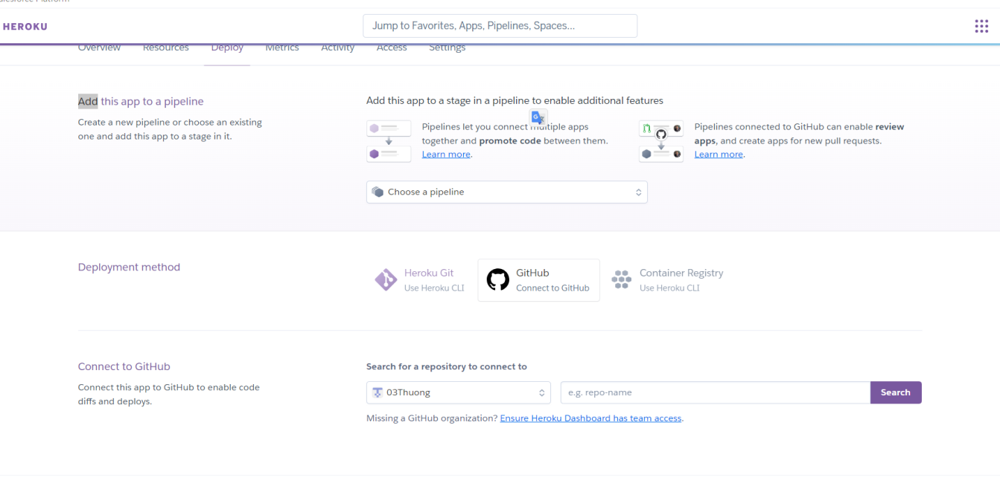 HEROKU
Jump to Favorites, Apps, Pipelines, Spaces...
Overview Resources Deploy Metrics Activity Access Settings
Add this app to a pipeline
Create a new pipeline or choose an existing
one and add this app to a stage in it.
Add this app to a stage in a pipeline to enable additional features
Pipelines let you connect multiple apps
together and promote code between them.
Learn more.
Pipelines connected to GitHub can enable review
apps, and create apps for new pull requests.
Learn more.
Choose a pipeline
Deployment method
Heroku Git
Use Heroku CLI
GitHub
Connect to GitHub
Container Registry
Use Heroku CLI
Connect to GitHub
Connect this app to GitHub to enable code
diffs and deploys.
Search for a repository to connect to
03Thuong
e.g. repo-name
Search
Missing a GitHub organization? Ensure Heroku Dashboard has team access.